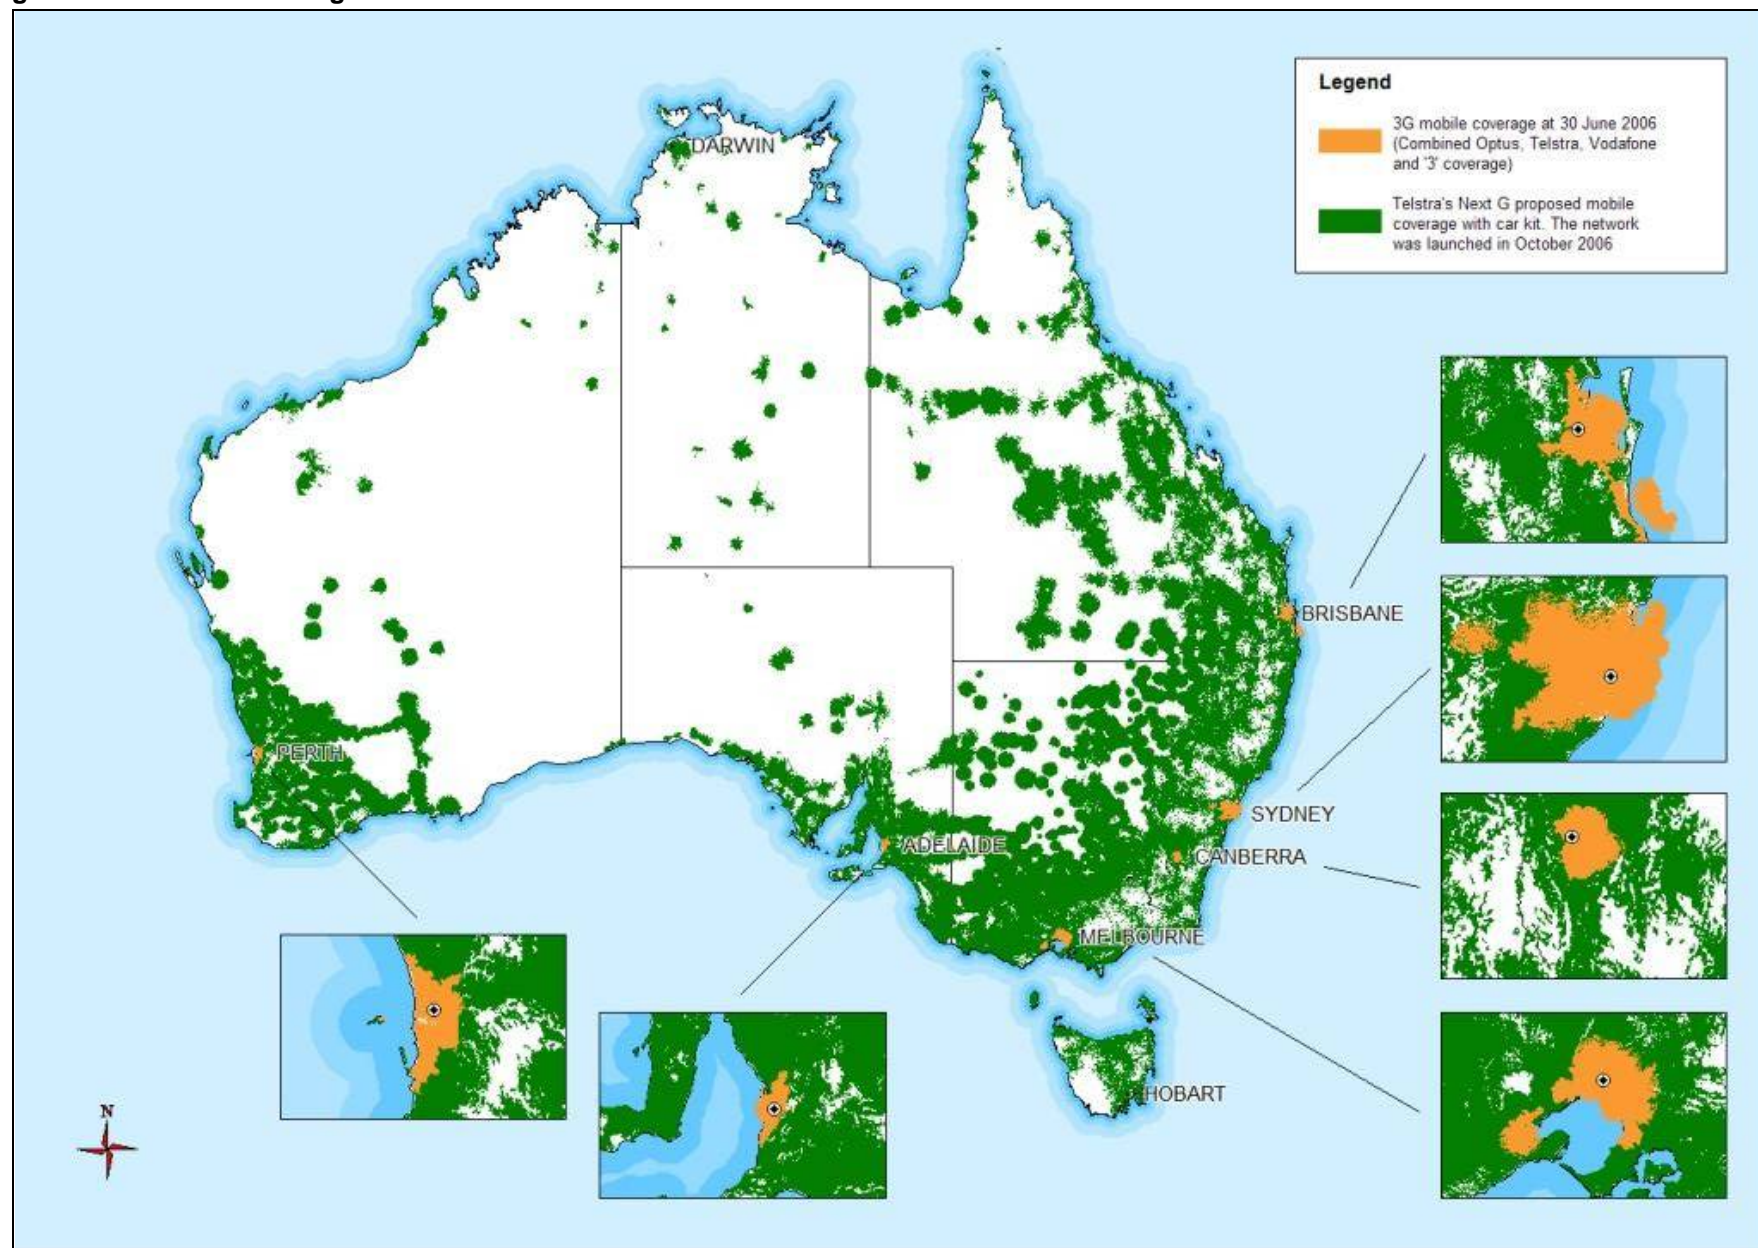 Legend
3G mobile coverage at 30 June 2006
(Combined Optus, Telstra, Vodafone
and '3' coverage)
Telstra's Next G proposed mobile
coverage with car kit. The network
was launched in October 2006
DARWIN
BRISBANE
PERTH
SYDNEY
ADELAIDE
CANBERRA
MELBOURNE
HOBART
N